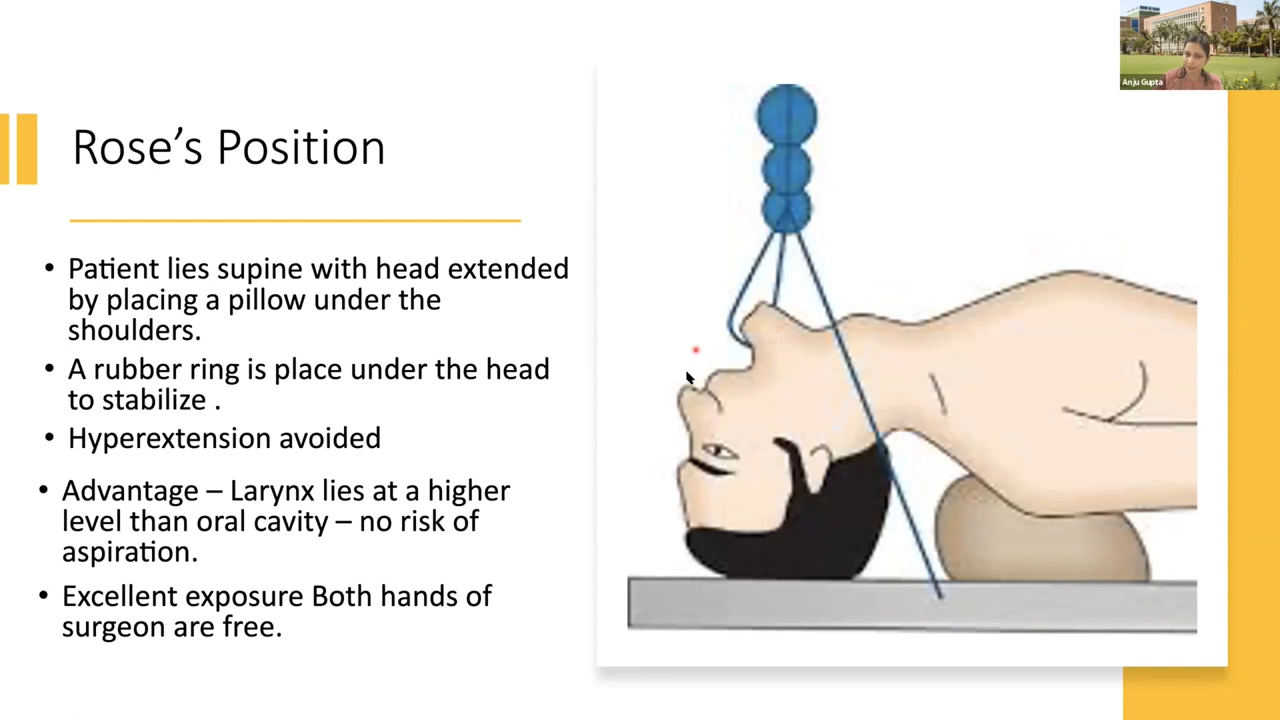 Rose’s Position
• Patient lies supine with head extended
by placing a pillow under the
shoulders.
• A rubber ring is place under the head
to stabilize .
• Hyperextension avoided
• Advantage – Larynx lies at a higher
level than oral cavity – no risk of
aspiration.
• Excellent exposure Both hands of
surgeon are free.
Anju Gupta